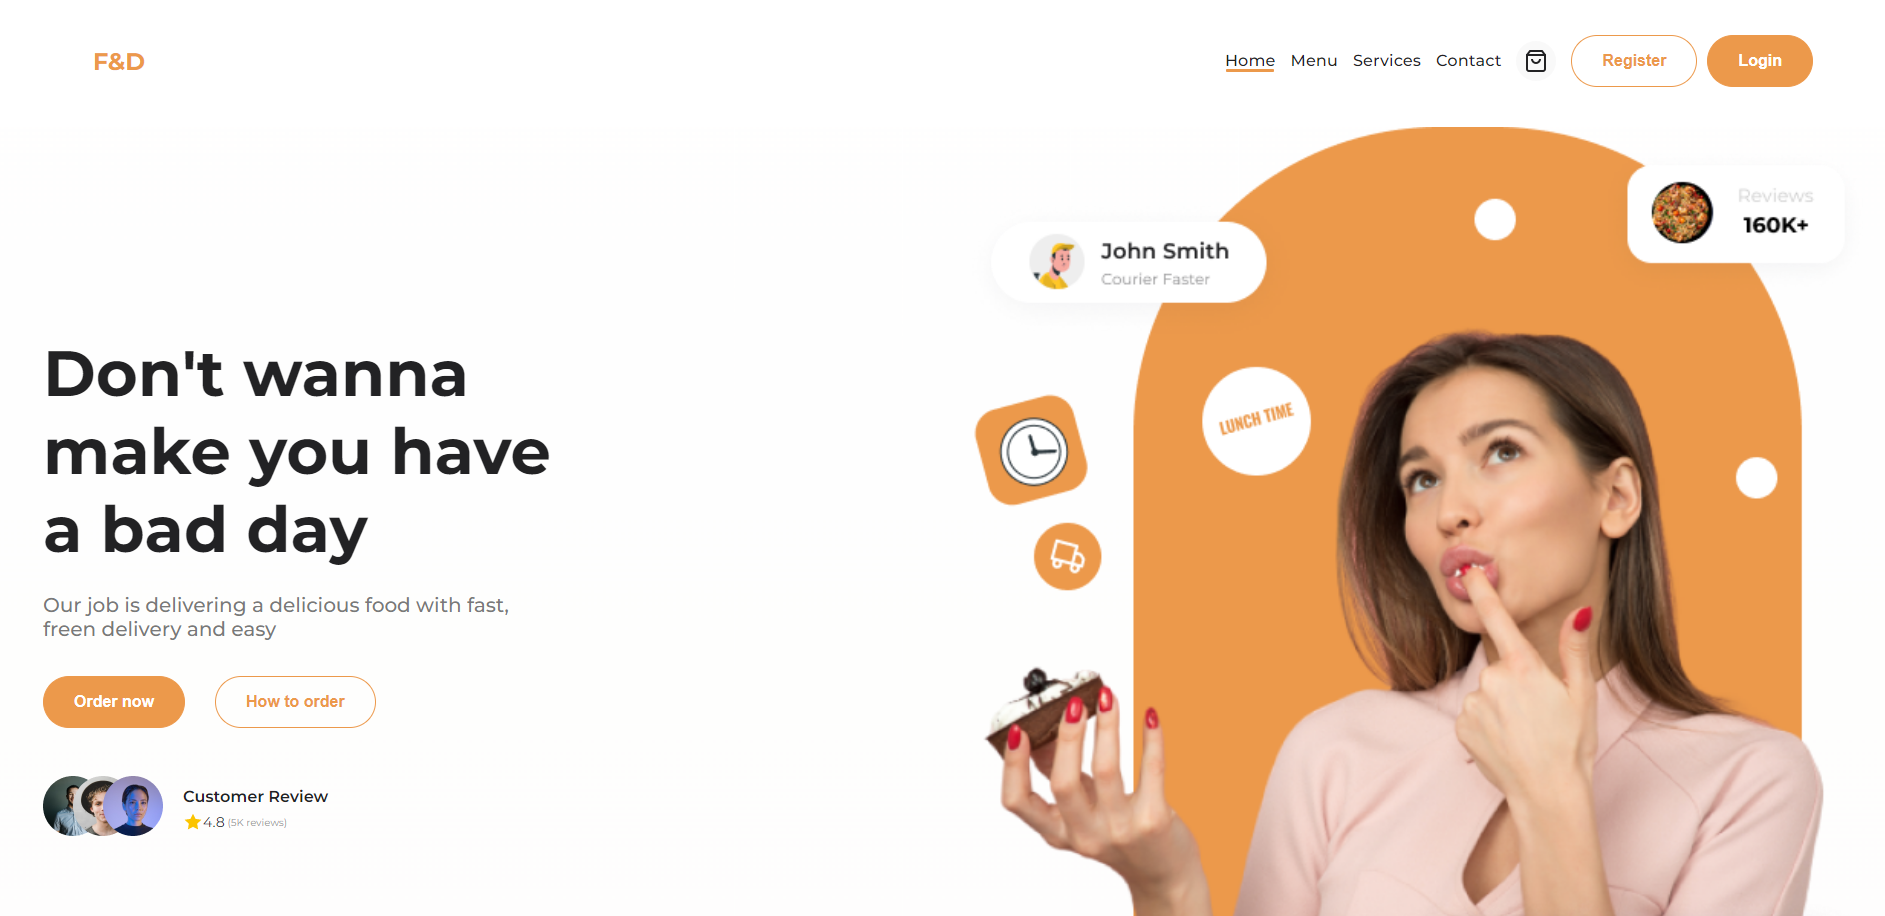 F&D
Home Menu Services Contact Register Login
Reviews
160K+
John Smith
Courier Faster
LUNCH TIME
Don't wanna
make you have
a bad day
Our job is delivering a delicious food with fast,
freen delivery and easy
Order now How to order
Customer Review
4.8 (5K reviews)